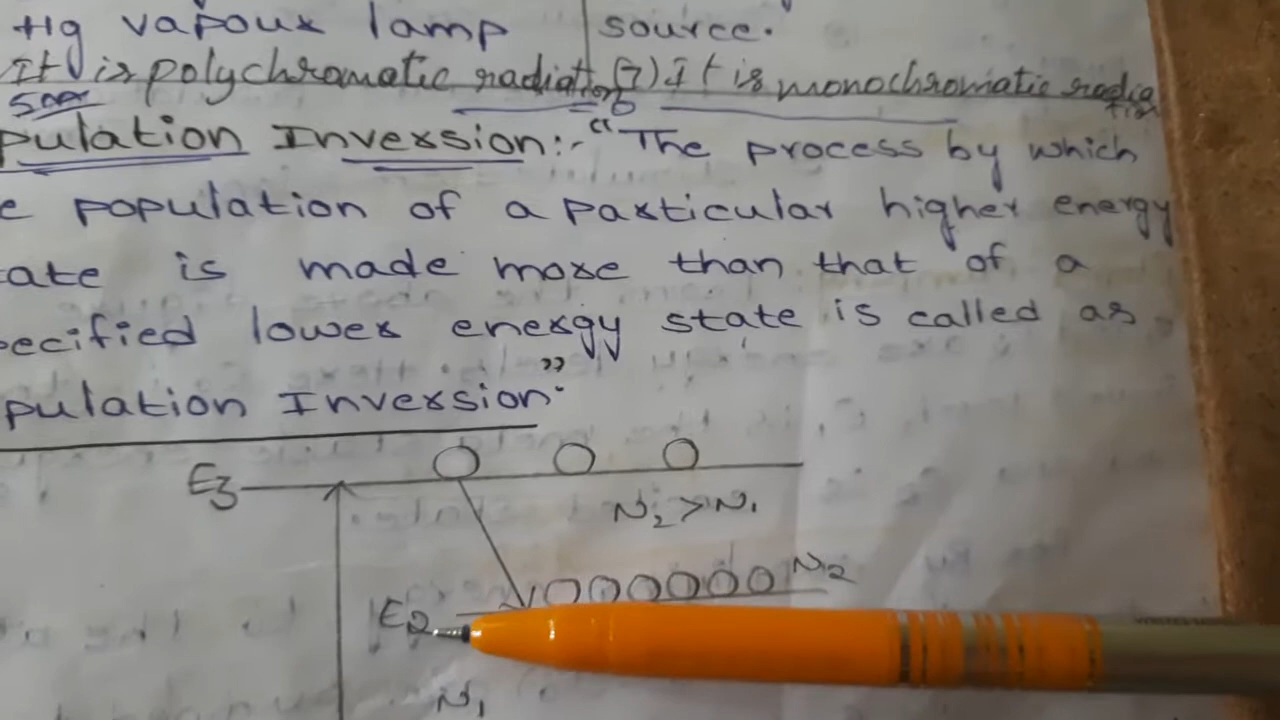 Hg vapour lamp source.
It is polychromatic radiation (7) It is monochromatic radiation
pulation Inversion:- "The process by which
e population of a particular higher energy
ate is made more than that of a
ecified lower energy state is called as
pulation Inversion"
E3
N2 > N1
N2
E2
N1